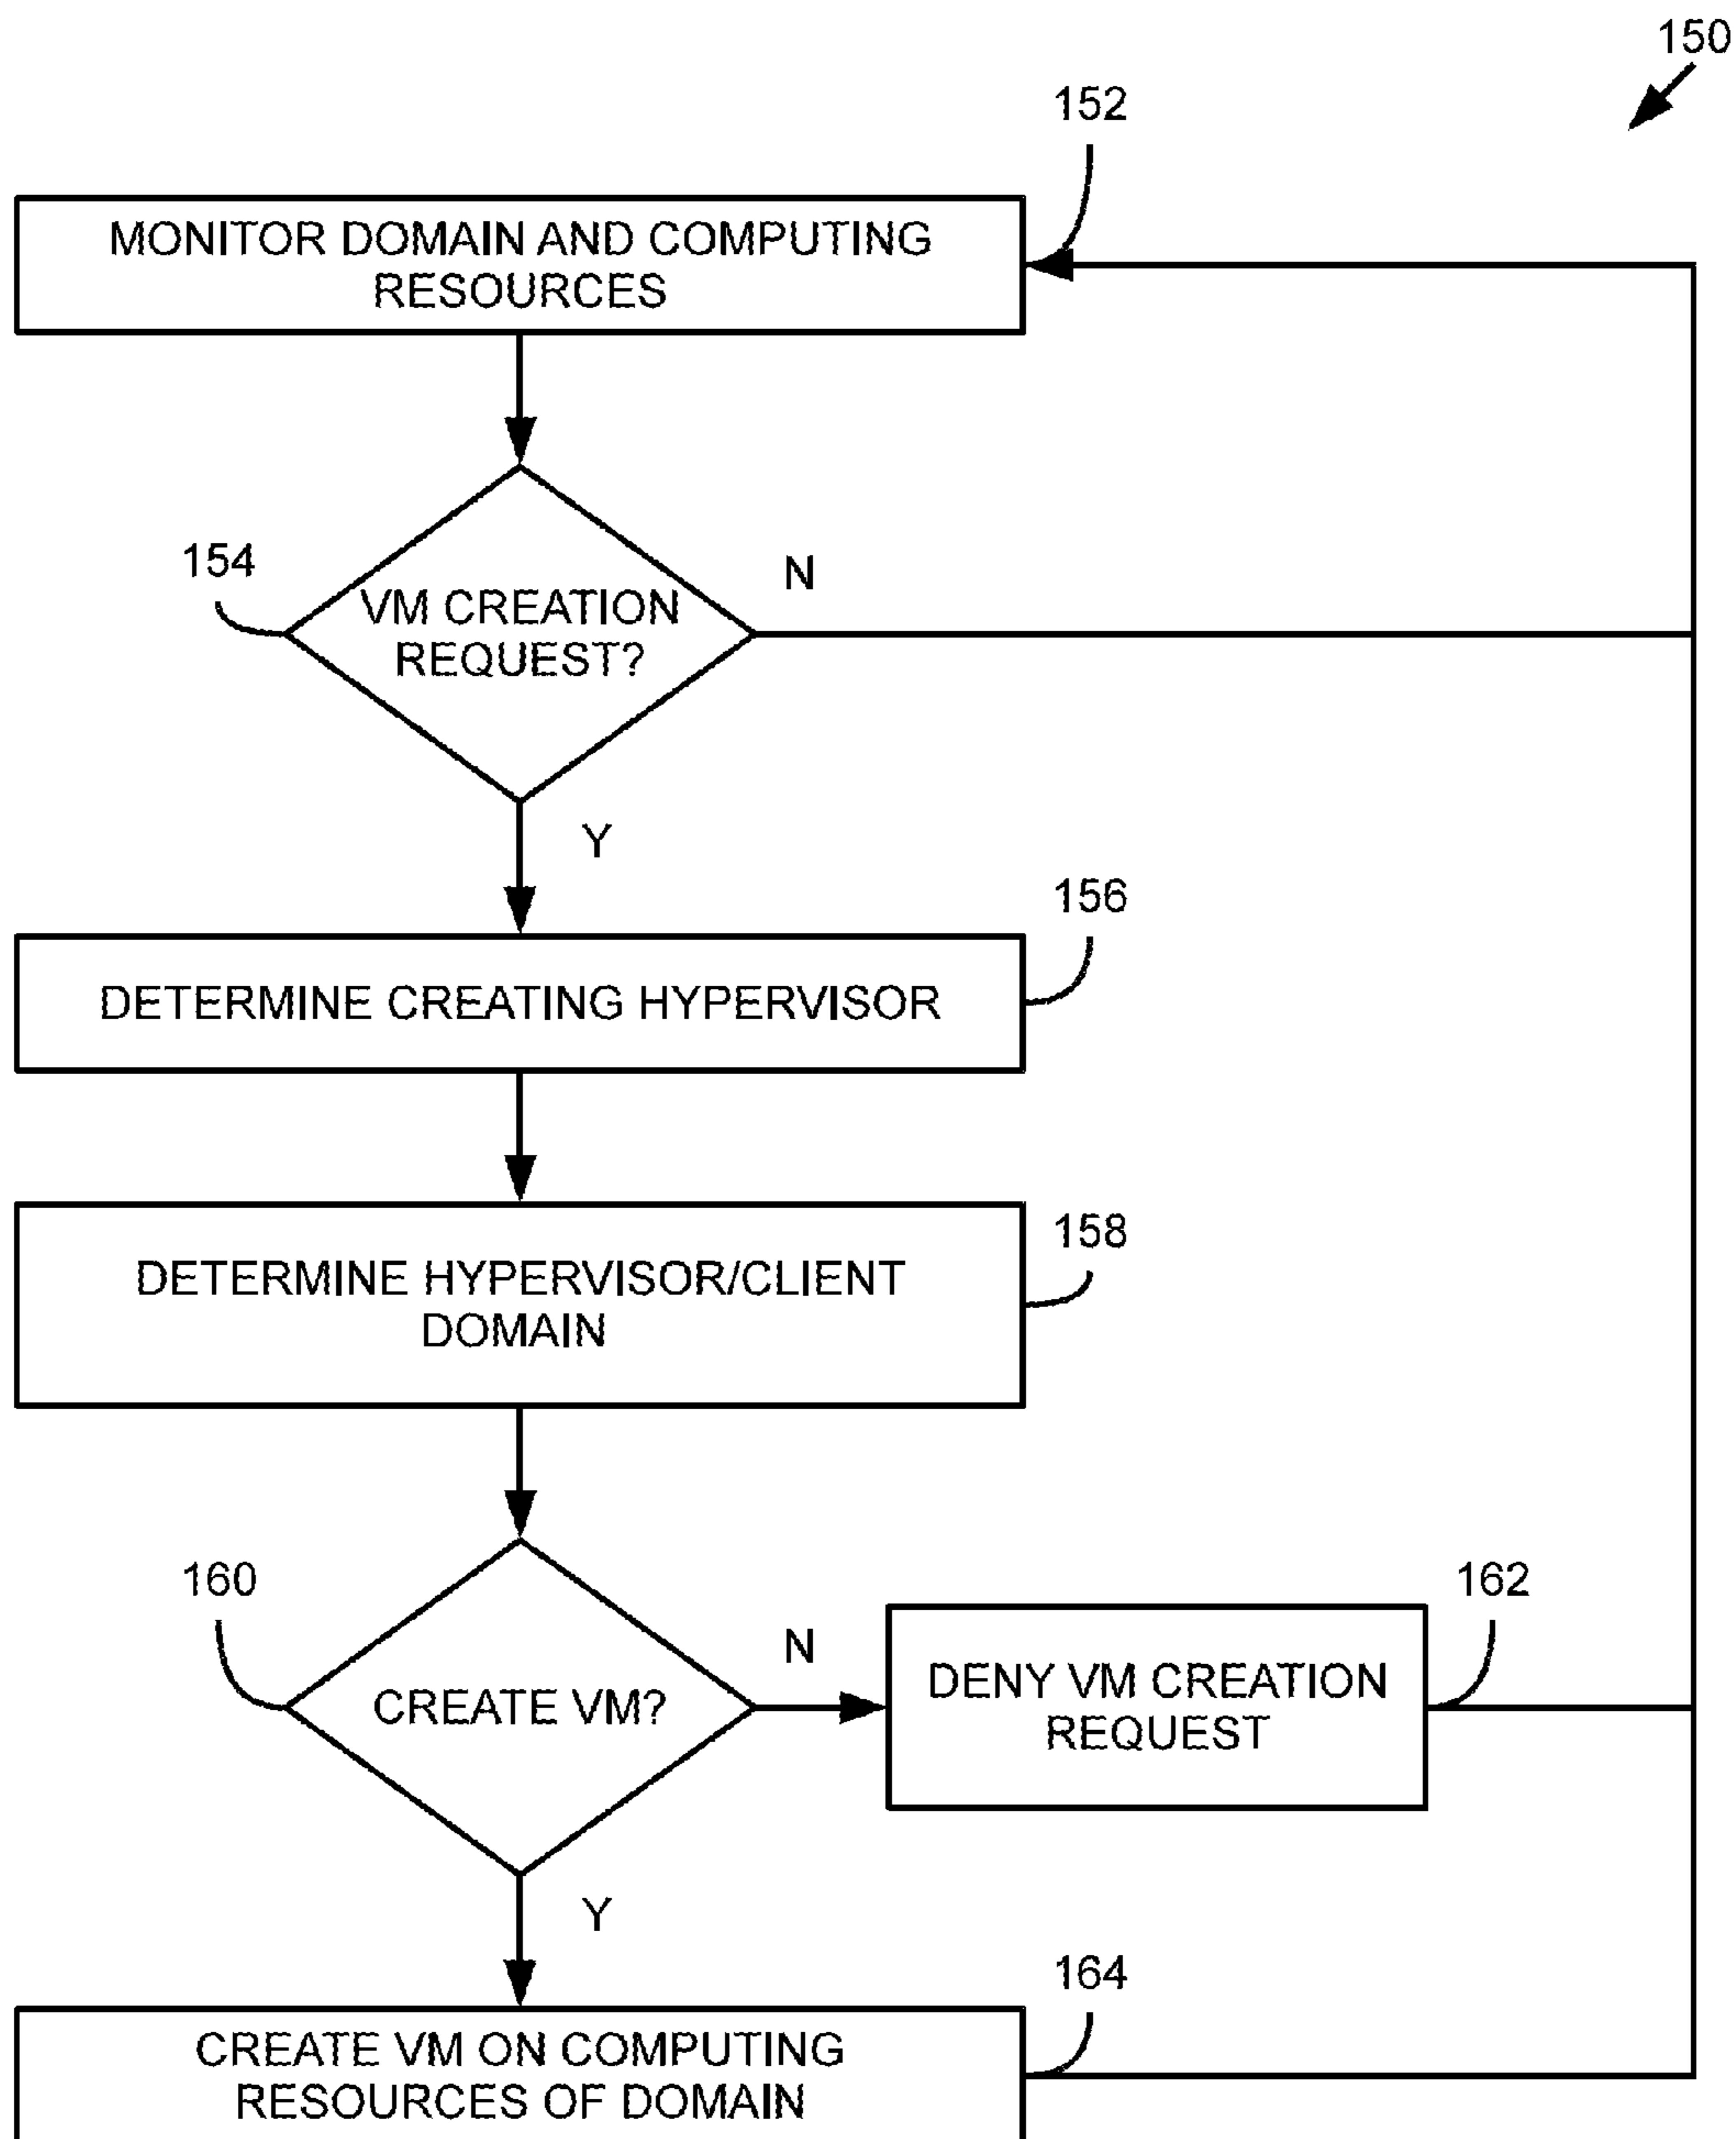 150
152
MONITOR DOMAIN AND COMPUTING
RESOURCES
154
VM CREATION
REQUEST?
N
Y
156
DETERMINE CREATING HYPERVISOR
158
DETERMINE HYPERVISOR/CLIENT
DOMAIN
160
CREATE VM?
N
162
DENY VM CREATION
REQUEST
Y
164
CREATE VM ON COMPUTING
RESOURCES OF DOMAIN